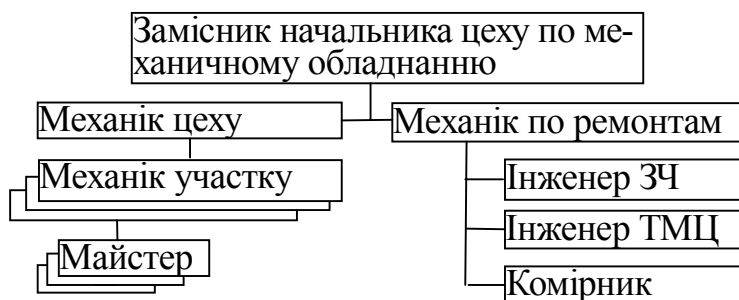 Замісник начальника цеху по ме-
ханичному обладнанню
Механік цеху
Механік по ремонтам
Механік участку
Інженер ЗЧ
Інженер ТМЦ
Майстер
Комірник